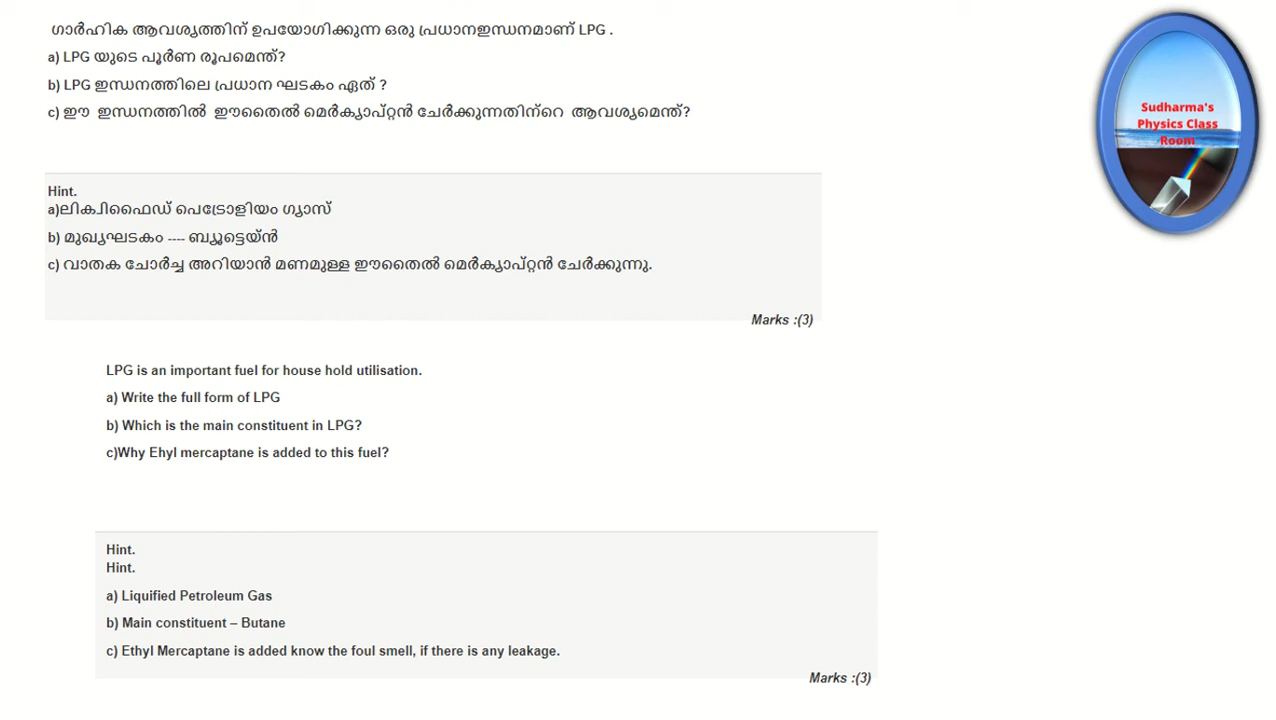 ഗാർഹിക ആവശ്യത്തിന് ഉപയോഗിക്കുന്ന ഒരു പ്രധാനഇന്ധനമാണ് LPG .
a) LPG യുടെ പൂർണ രൂപമെന്ത്?
b) LPG ഇന്ധനത്തിലെ പ്രധാന ഘടകം ഏത് ?
c) ഈ ഇന്ധനത്തിൽ ഈതൈൽ മെർക്യാപ്റ്റൻ ചേർക്കുന്നതിന്റെ ആവശ്യമെന്ത്?
Sudharma's
Physics Class
Room
Hint.
a)ലിക്വിഫൈഡ് പെട്രോളിയം ഗ്യാസ്
b) മുഖ്യഘടകം ---- ബ്യൂട്ടെയ്ൻ
c) വാതക ചോർച്ച അറിയാൻ മണമുള്ള ഈതൈൽ മെർക്യാപ്റ്റൻ ചേർക്കുന്നു.
Marks :(3)
LPG is an important fuel for house hold utilisation.
a) Write the full form of LPG
b) Which is the main constituent in LPG?
c)Why Ehyl mercaptane is added to this fuel?
Hint.
Hint.
a) Liquified Petroleum Gas
b) Main constituent – Butane
c) Ethyl Mercaptane is added know the foul smell, if there is any leakage.
Marks :(3)